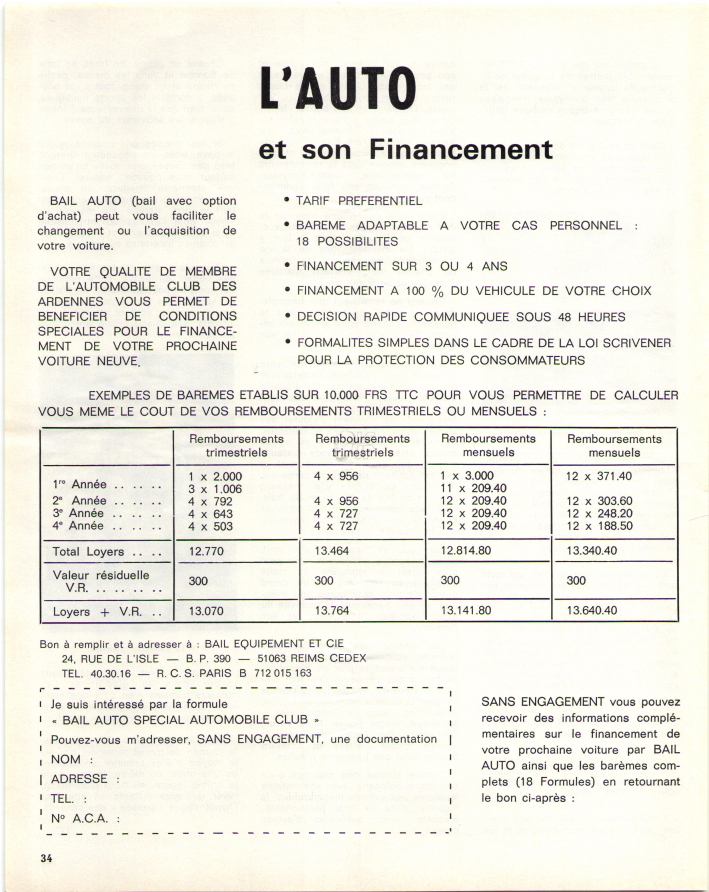 L'AUTO
et son Financement
BAIL AUTO (bail avec option
d'achat) peut vous faciliter le
changement ou l'acquisition de
votre voiture.
VOTRE QUALITE DE MEMBRE
DE L'AUTOMOBILE CLUB DES
ARDENNES VOUS PERMET DE
BENEFICIER DE CONDITIONS
SPECIALES POUR LE FINANCE-
MENT DE VOTRE PROCHAINE
VOITURE NEUVE.
• TARIF PREFERENTIEL
• BAREME ADAPTABLE A VOTRE CAS PERSONNEL :
18 POSSIBILITES
• FINANCEMENT SUR 3 OU 4 ANS
• FINANCEMENT A 100 % DU VEHICULE DE VOTRE CHOIX
• DECISION RAPIDE COMMUNIQUEE SOUS 48 HEURES
• FORMALITES SIMPLES DANS LE CADRE DE LA LOI SCRIVENER
POUR LA PROTECTION DES CONSOMMATEURS
EXEMPLES DE BAREMES ETABLIS SUR 10.000 FRS TTC POUR VOUS PERMETTRE DE CALCULER
VOUS MEME LE COUT DE VOS REMBOURSEMENTS TRIMESTRIELS OU MENSUELS :
Remboursements Remboursements Remboursements Remboursements
trimestriels trimestriels mensuels mensuels
1re Année .. .. .. 1 x 2.000 4 x 956 1 x 3.000 12 x 371.40
3 x 1.006 11 x 209.40
2e Année .. .. .. 4 x 792 4 x 956 12 x 209.40 12 x 303.60
3e Année .. .. .. 4 x 643 4 x 727 12 x 209.40 12 x 248.20
4e Année .. .. .. 4 x 503 4 x 727 12 x 209.40 12 x 188.50
Total Loyers .. .. 12.770 13.464 12.814.80 13.340.40
Valeur résiduelle
V.R. .. .. .. .. 300 300 300 300
Loyers + V.R. .. 13.070 13.764 13.141.80 13.640.40
Bon à remplir et à adresser à : BAIL EQUIPEMENT ET CIE
24, RUE DE L'ISLE — B. P. 390 — 51063 REIMS CEDEX
TEL. 40.30.16 — R. C. S. PARIS B 712 015 163
Je suis intéressé par la formule
« BAIL AUTO SPECIAL AUTOMOBILE CLUB »
Pouvez-vous m'adresser, SANS ENGAGEMENT, une documentation
NOM :
ADRESSE :
TEL. :
No A.C.A. :
SANS ENGAGEMENT vous pouvez
recevoir des informations complé-
mentaires sur le financement de
votre prochaine voiture par BAIL
AUTO ainsi que les barèmes com-
plets (18 Formules) en retournant
le bon ci-après :
34